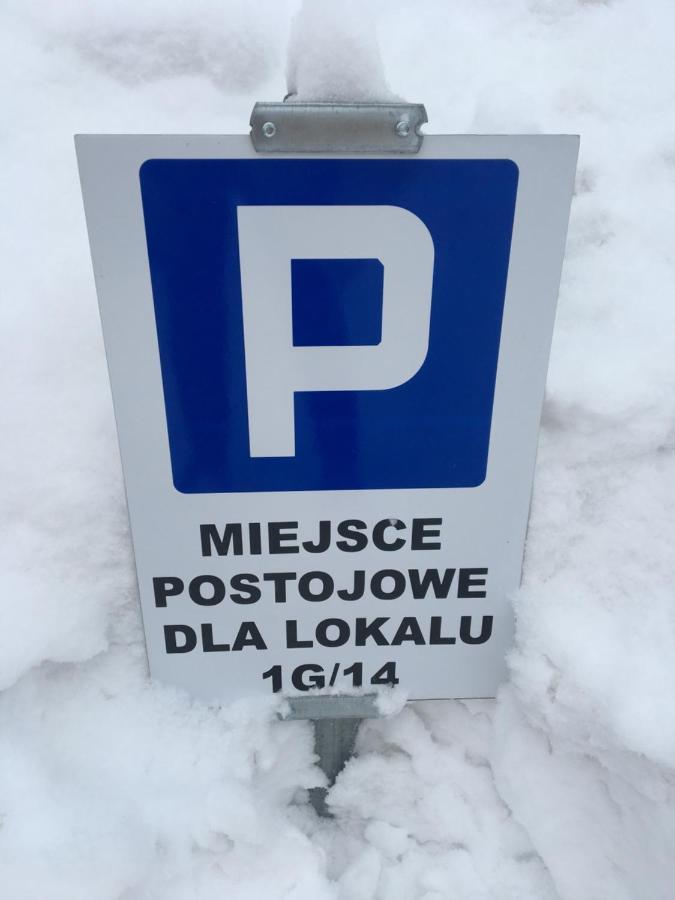 P
MIEJSCE
POSTOJOWE
DLA LOKALU
1G/14